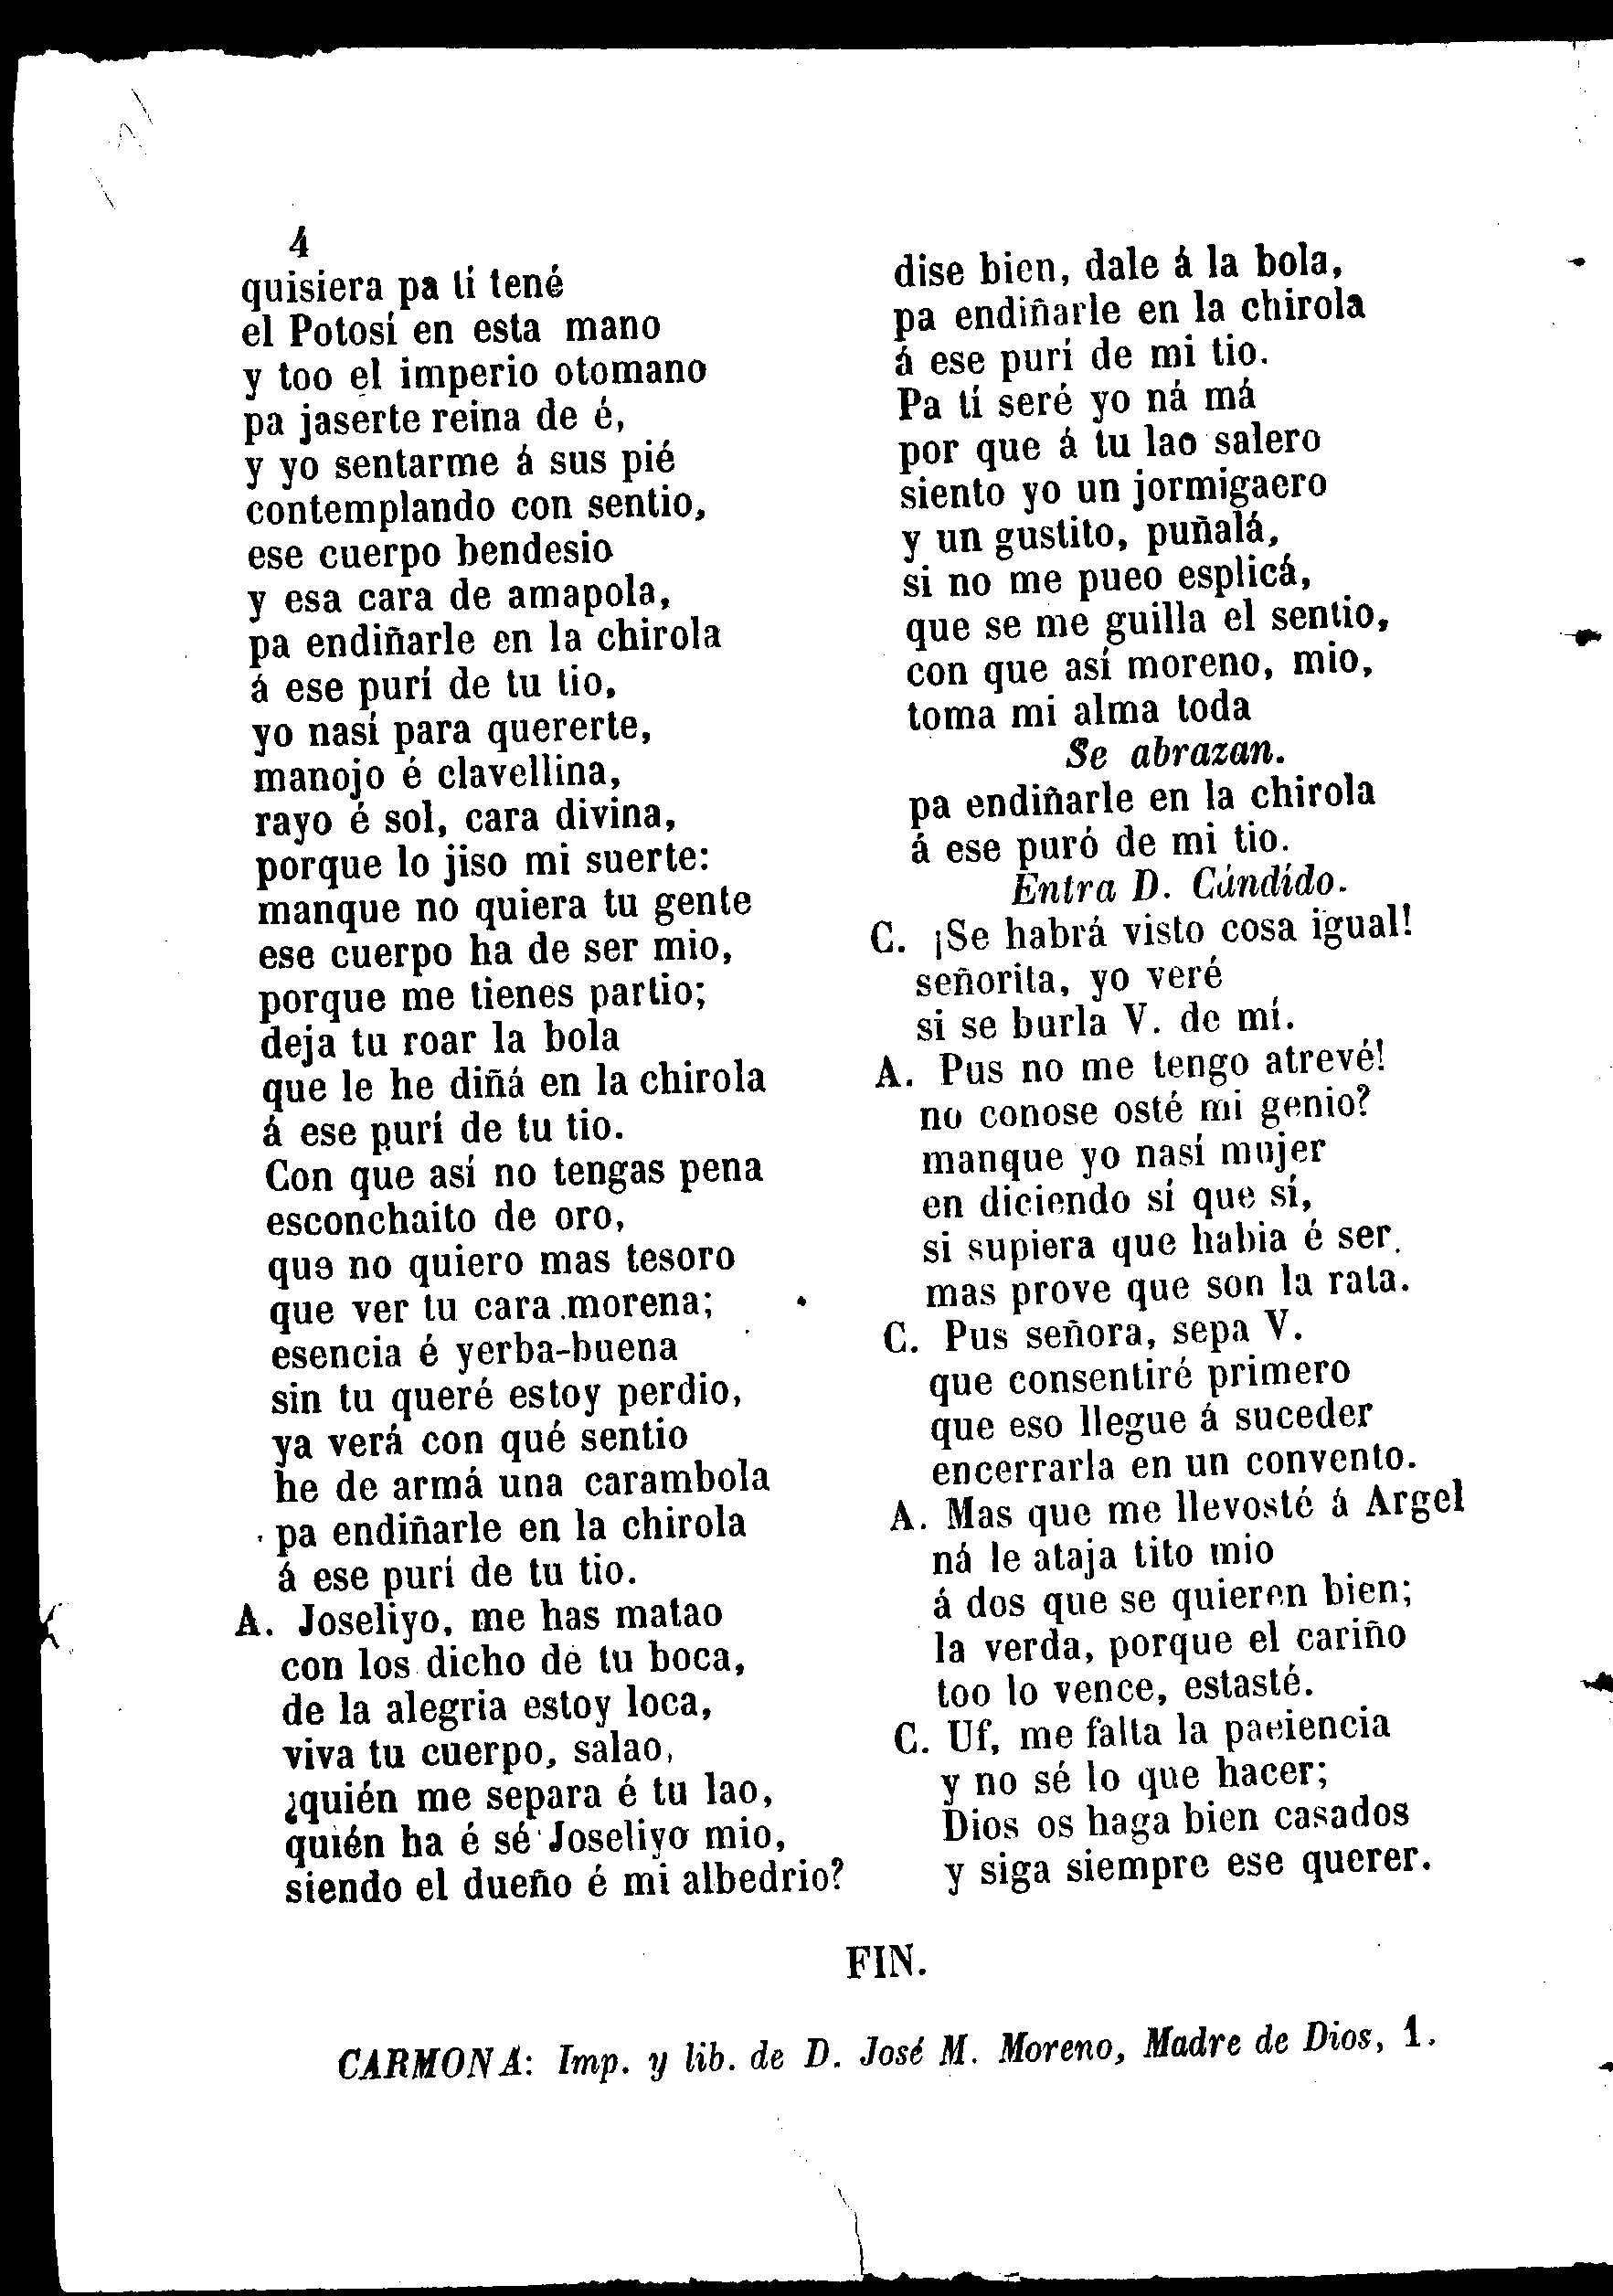 4
quisiera pa tí tené
el Potosí en esta mano
y too el imperio otomano
pa jaserte reina de é,
y yo sentarme á sus pié
contemplando con sentio,
ese cuerpo bendesio
y esa cara de amapola,
pa endiñarle en la chirola
á ese purí de tu tio,
yo nasí para quererte,
manojo é clavellina,
rayo é sol, cara divina,
porque lo jiso mi suerte:
manque no quiera tu gente
ese cuerpo ha de ser mio,
porque me tienes partio;
deja tu roar la bola
que le he diñá en la chirola
á ese purí de tu tio.
Con que así no tengas pena
esconchaito de oro,
que no quiero mas tesoro
que ver tu cara morena;
esencia é yerba-buena
sin tu queré estoy perdio,
ya verá con qué sentio
he de armá una carambola
pa endiñarle en la chirola
á ese purí de tu tio.
A. Joseliyo, me has matao
con los dicho de tu boca,
de la alegria estoy loca,
viva tu cuerpo, salao,
¿quién me separa é tu lao,
quién ha é sé Joseliyo mio,
siendo el dueño é mi albedrio?
dise bien, dale á la bola,
pa endiñarle en la chirola
á ese purí de mi tio.
Pa tí seré yo ná má
por que á tu lao salero
siento yo un jormigaero
y un gustito, puñalá,
si no me pueo esplicá,
que se me guilla el sentio,
con que así moreno, mio,
toma mi alma toda
Se abrazan.
pa endiñarle en la chirola
á ese puró de mi tio.
Entra D. Cándido.
C. ¡Se habrá visto cosa igual!
señorita, yo veré
si se burla V. de mí.
A. Pus no me tengo atrevé!
no conose osté mi genio?
manque yo nasí mujer
en diciendo sí que sí,
si supiera que habia é ser
mas prove que son la rata.
C. Pus señora, sepa V.
que consentiré primero
que eso llegue á suceder
encerrarla en un convento.
A. Mas que me llevosté á Argel
ná le ataja tito mio
á dos que se quieren bien;
la verda, porque el cariño
too lo vence, estasté.
C. Uf, me falta la paciencia
y no sé lo que hacer;
Dios os haga bien casados
y siga siempre ese querer.
FIN.
CARMONA: Imp. y lib. de D. José M. Moreno, Madre de Dios, 1.